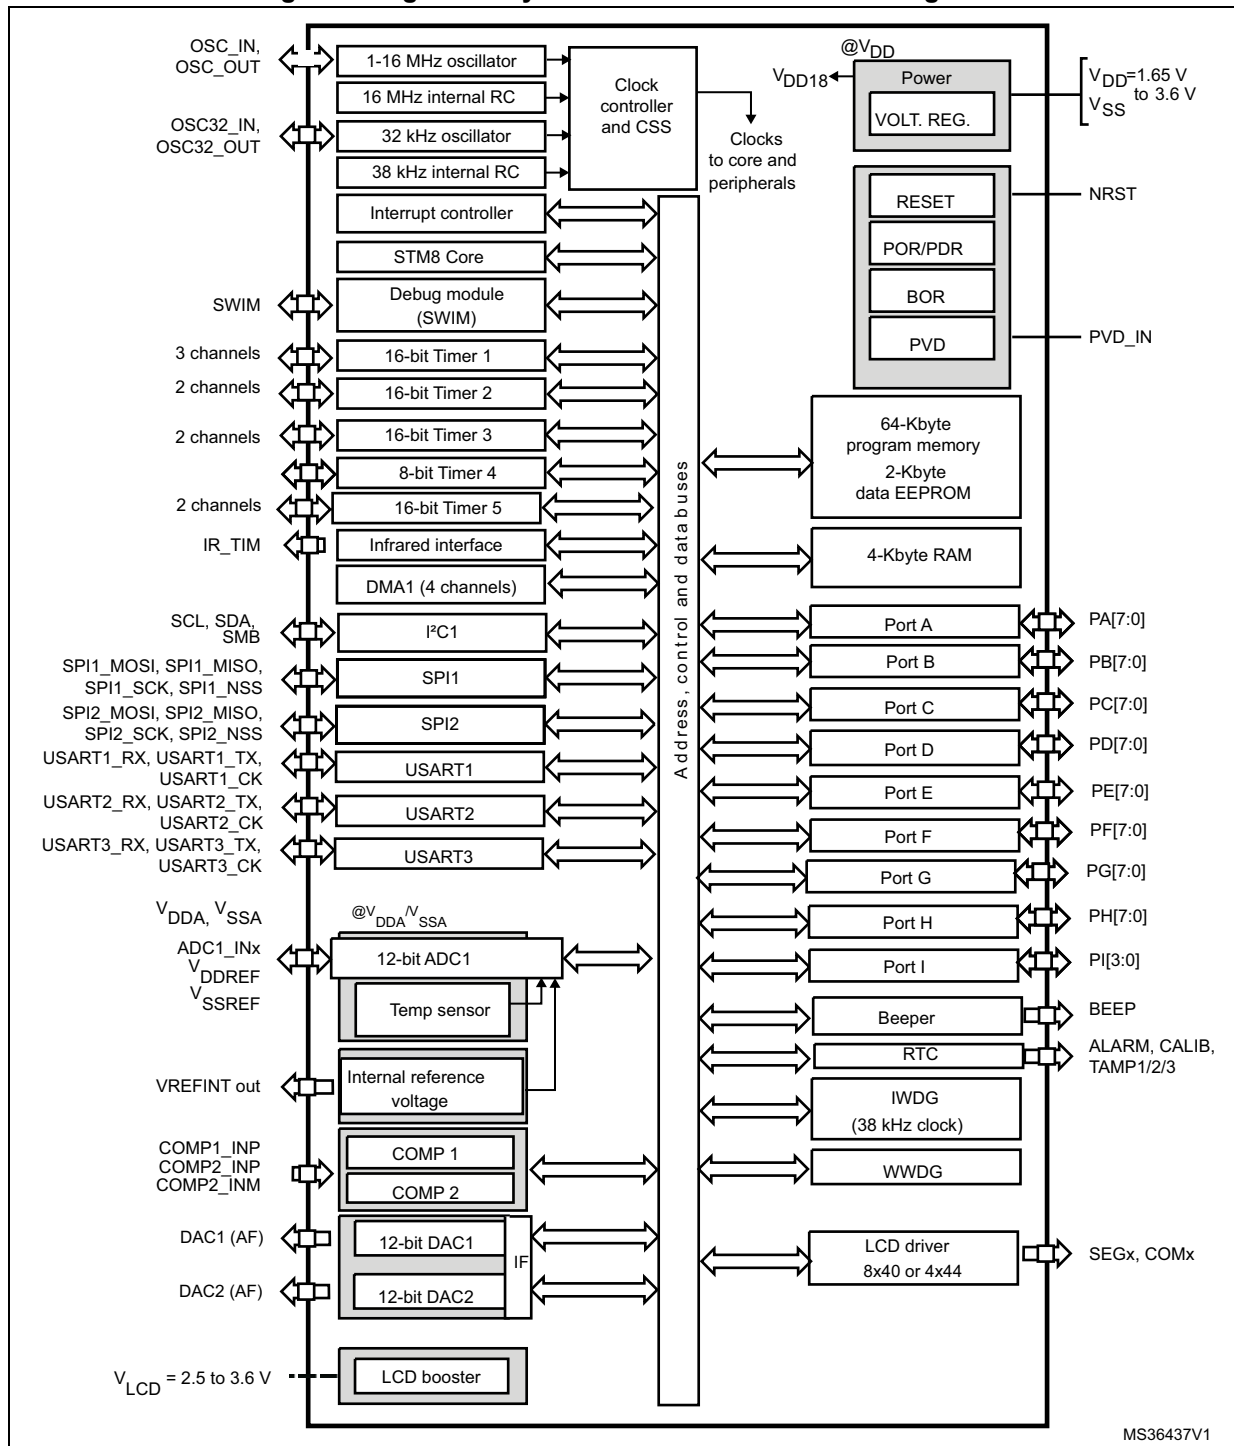 OSC_IN,
OSC_OUT
1-16 MHz oscillator
16 MHz internal RC
OSC32_IN,
OSC32_OUT
32 kHz oscillator
38 kHz internal RC
Clock
controller
and CSS
Clocks
to core and
peripherals
@VDD
VDD18
Power
VOLT. REG.
VDD=1.65 V
to 3.6 V
VSS
RESET
NRST
POR/PDR
BOR
PVD
PVD_IN
Interrupt controller
STM8 Core
SWIM
Debug module
(SWIM)
3 channels
16-bit Timer 1
2 channels
16-bit Timer 2
2 channels
16-bit Timer 3
8-bit Timer 4
2 channels
16-bit Timer 5
IR_TIM
Infrared interface
DMA1 (4 channels)
SCL, SDA,
SMB
I²C1
SPI1_MOSI, SPI1_MISO,
SPI1_SCK, SPI1_NSS
SPI1
SPI2_MOSI, SPI2_MISO,
SPI2_SCK, SPI2_NSS
SPI2
USART1_RX, USART1_TX,
USART1_CK
USART1
USART2_RX, USART2_TX,
USART2_CK
USART2
USART3_RX, USART3_TX,
USART3_CK
USART3
VDDA, VSSA
@VDDA/VSSA
ADC1_INx
VDDREF
VSSREF
12-bit ADC1
Temp sensor
VREFINT out
Internal reference
voltage
COMP1_INP
COMP2_INP
COMP2_INM
COMP 1
COMP 2
DAC1 (AF)
12-bit DAC1
IF
DAC2 (AF)
12-bit DAC2
VLCD = 2.5 to 3.6 V
LCD booster
Address, control and data buses
64-Kbyte
program memory
2-Kbyte
data EEPROM
4-Kbyte RAM
Port A
PA[7:0]
Port B
PB[7:0]
Port C
PC[7:0]
Port D
PD[7:0]
Port E
PE[7:0]
Port F
PF[7:0]
Port G
PG[7:0]
Port H
PH[7:0]
Port I
PI[3:0]
Beeper
BEEP
RTC
ALARM, CALIB,
TAMP1/2/3
IWDG
(38 kHz clock)
WWDG
LCD driver
8x40 or 4x44
SEGx, COMx
MS36437V1